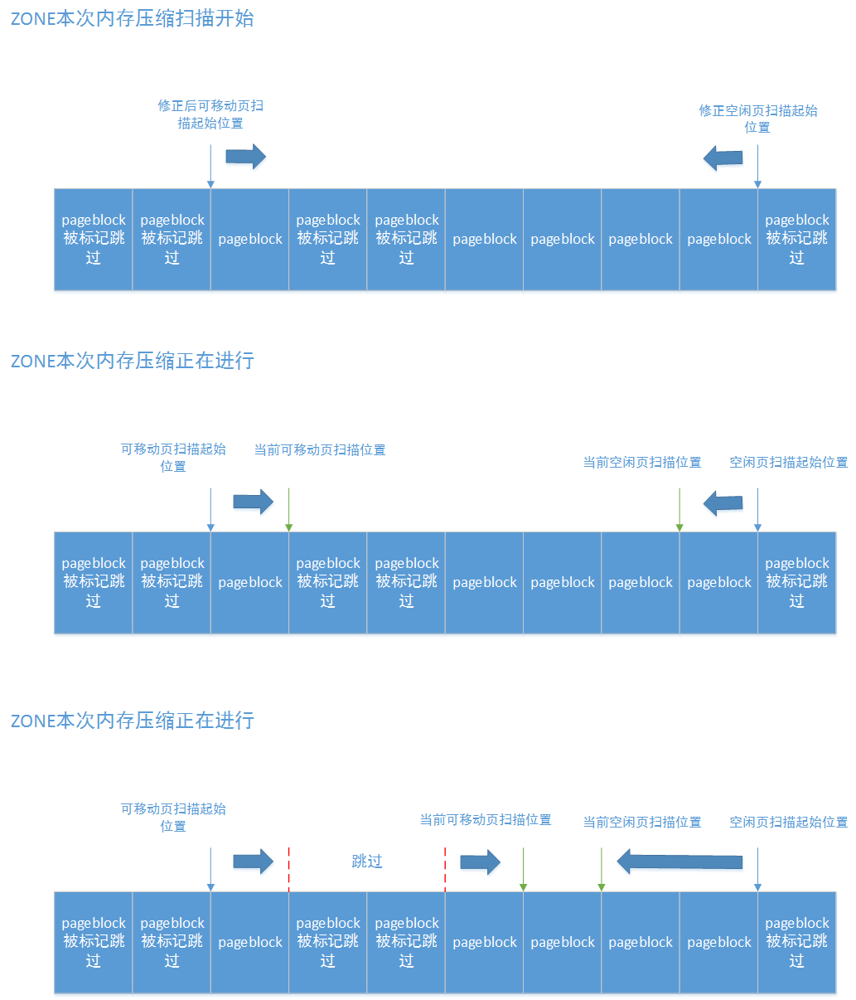 ZONE本次内存压缩扫描开始
修正后可移动页扫
描起始位置
修正空闲页扫描起始
位置
pageblock
被标记跳
过
pageblock
被标记跳
过
pageblock
pageblock
被标记跳
过
pageblock
被标记跳
过
pageblock
pageblock
pageblock
pageblock
pageblock
被标记跳
过
ZONE本次内存压缩正在进行
可移动页扫描起始
位置
当前可移动页扫描位置
当前空闲页扫描位置
空闲页扫描起始位置
pageblock
被标记跳
过
pageblock
被标记跳
过
pageblock
pageblock
被标记跳
过
pageblock
被标记跳
过
pageblock
pageblock
pageblock
pageblock
pageblock
被标记跳
过
ZONE本次内存压缩正在进行
可移动页扫描起始
位置
跳过
当前可移动页扫描位置
当前空闲页扫描位置
空闲页扫描起始位置
pageblock
被标记跳
过
pageblock
被标记跳
过
pageblock
pageblock
被标记跳
过
pageblock
被标记跳
过
pageblock
pageblock
pageblock
pageblock
pageblock
被标记跳
过